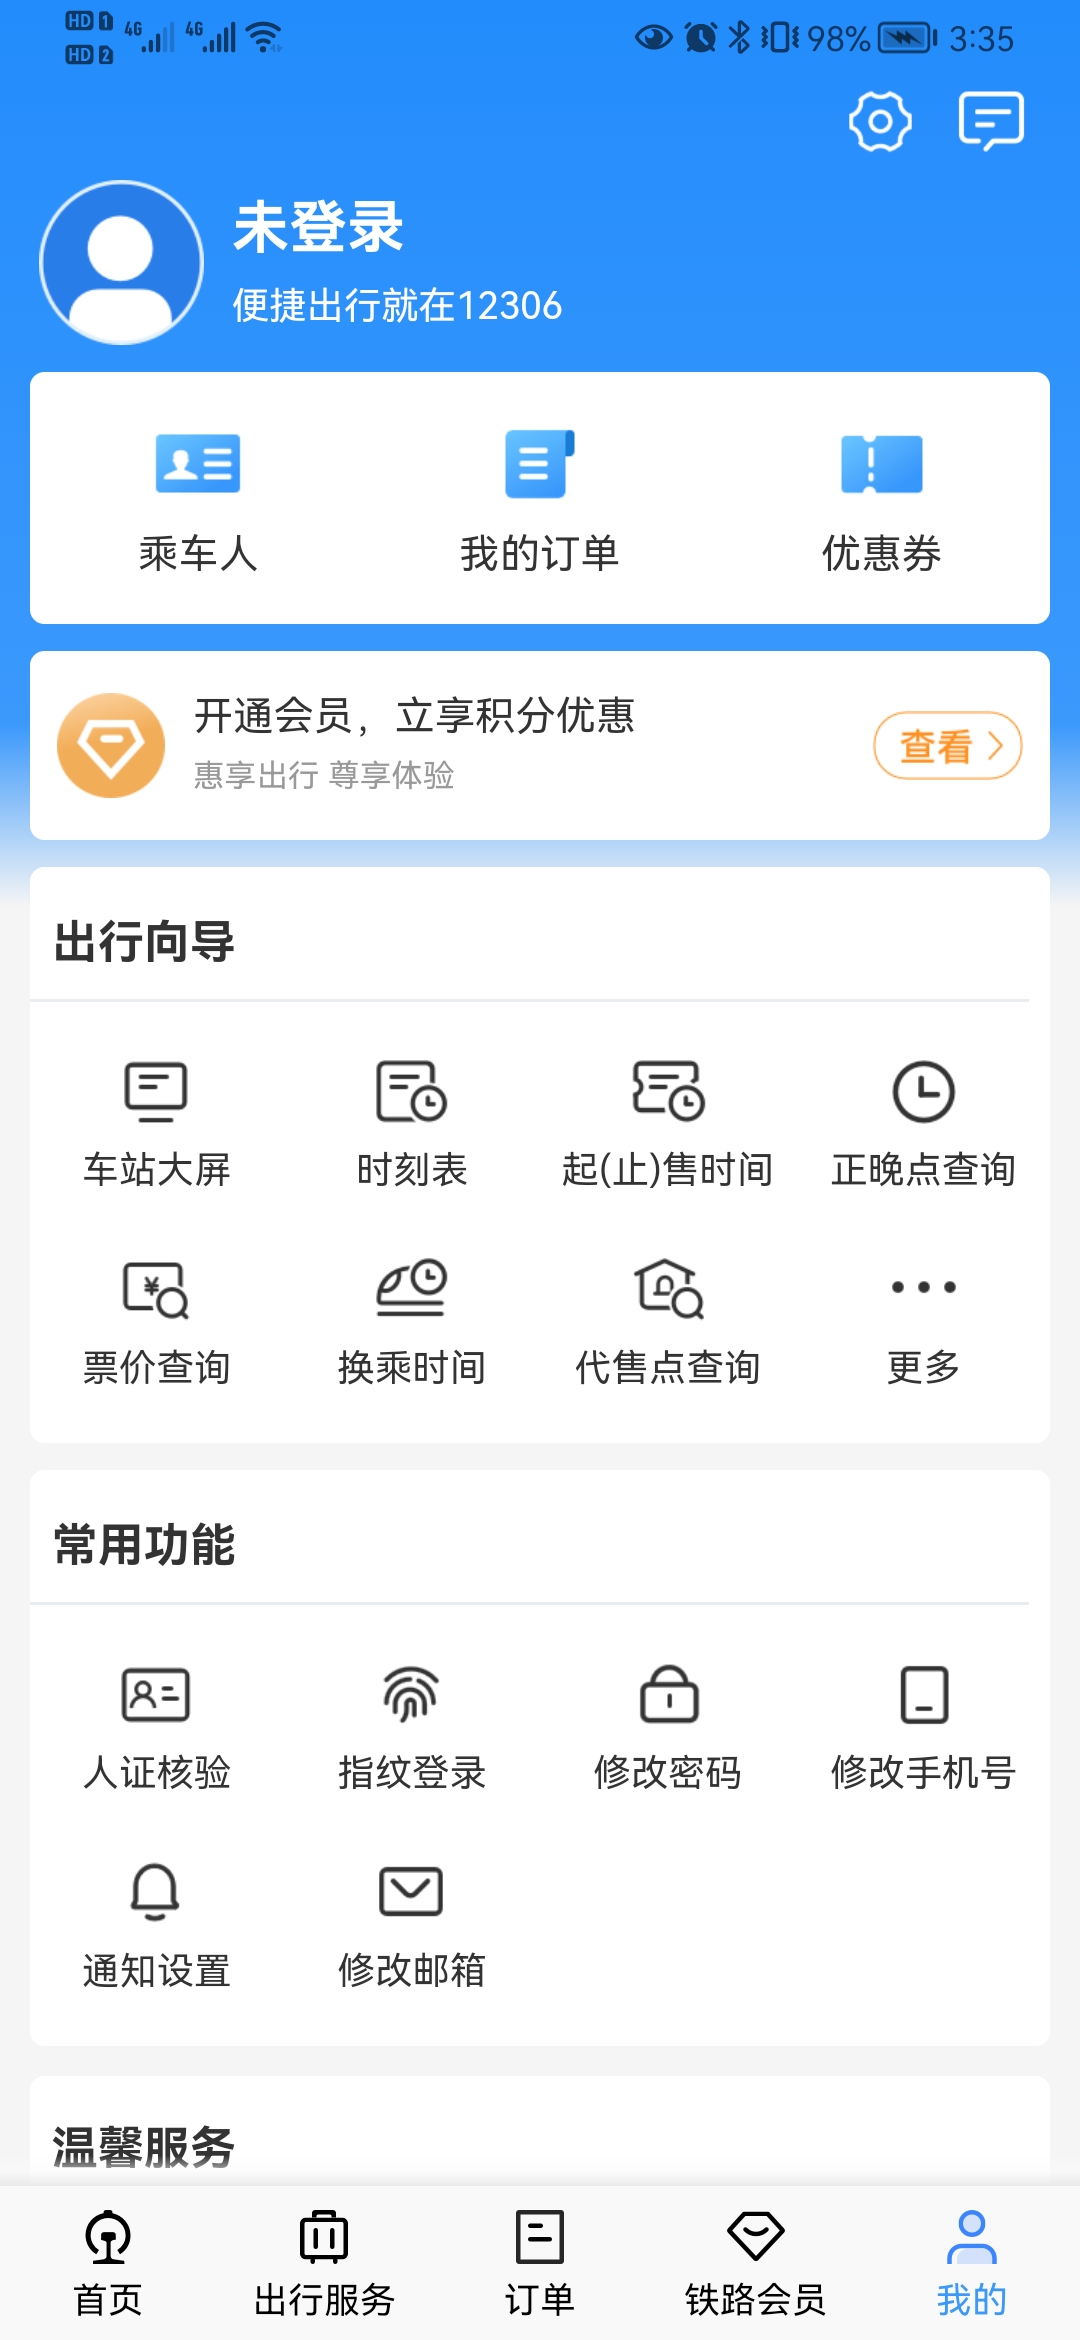 HD 1 4G 4G 98% 3:35
HD 2
未登录
便捷出行就在12306
乘车人 我的订单 优惠券
开通会员，立享积分优惠
惠享出行 尊享体验
查看
出行向导
车站大屏 时刻表 起(止)售时间 正晚点查询
¥
票价查询 换乘时间 代售点查询 更多
常用功能
人证核验 指纹登录 修改密码 修改手机号
通知设置 修改邮箱
温馨服务
首页 出行服务 订单 铁路会员 我的